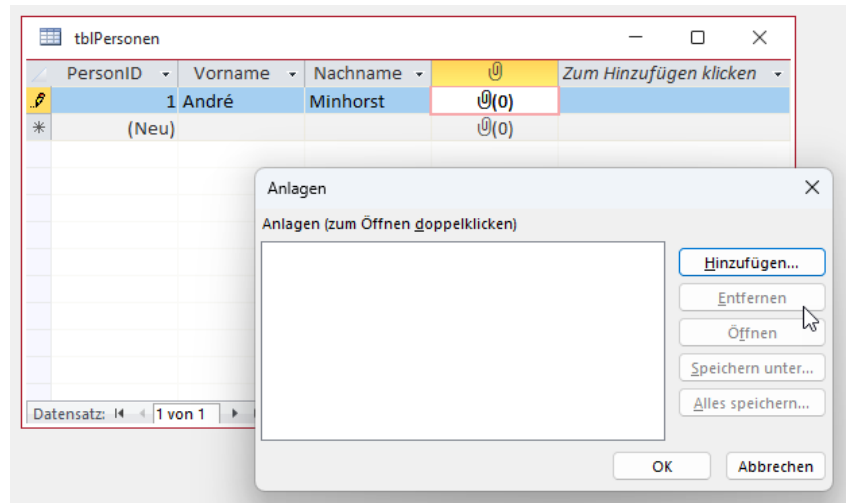 tblPersonen
PersonID Vorname Nachname Zum Hinzufügen klicken
1 André Minhorst (0)
(Neu) (0)
Anlagen
Anlagen (zum Öffnen doppelklicken)
Hinzufügen...
Entfernen
Öffnen
Speichern unter...
Alles speichern...
Datensatz: 1 von 1
OK Abbrechen